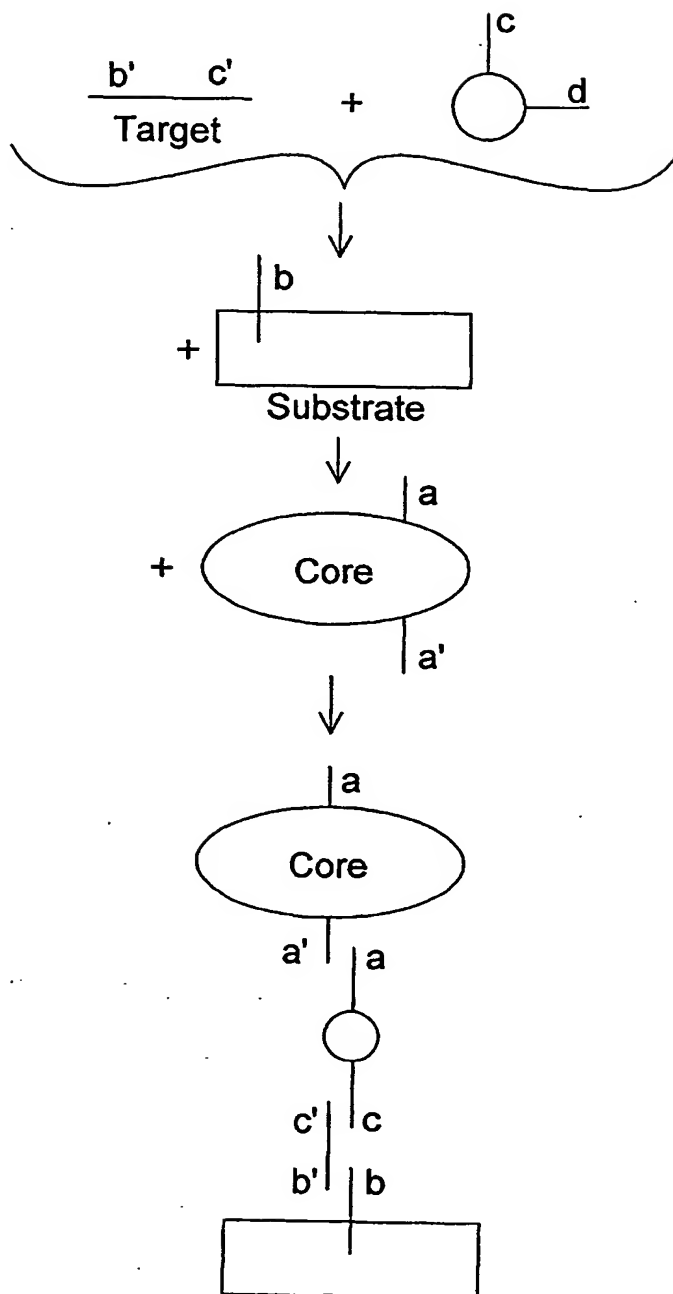 c
b' c' + d
Target
b
+
Substrate
a
+ Core
a'
a
Core
a' a
c' c
b' b